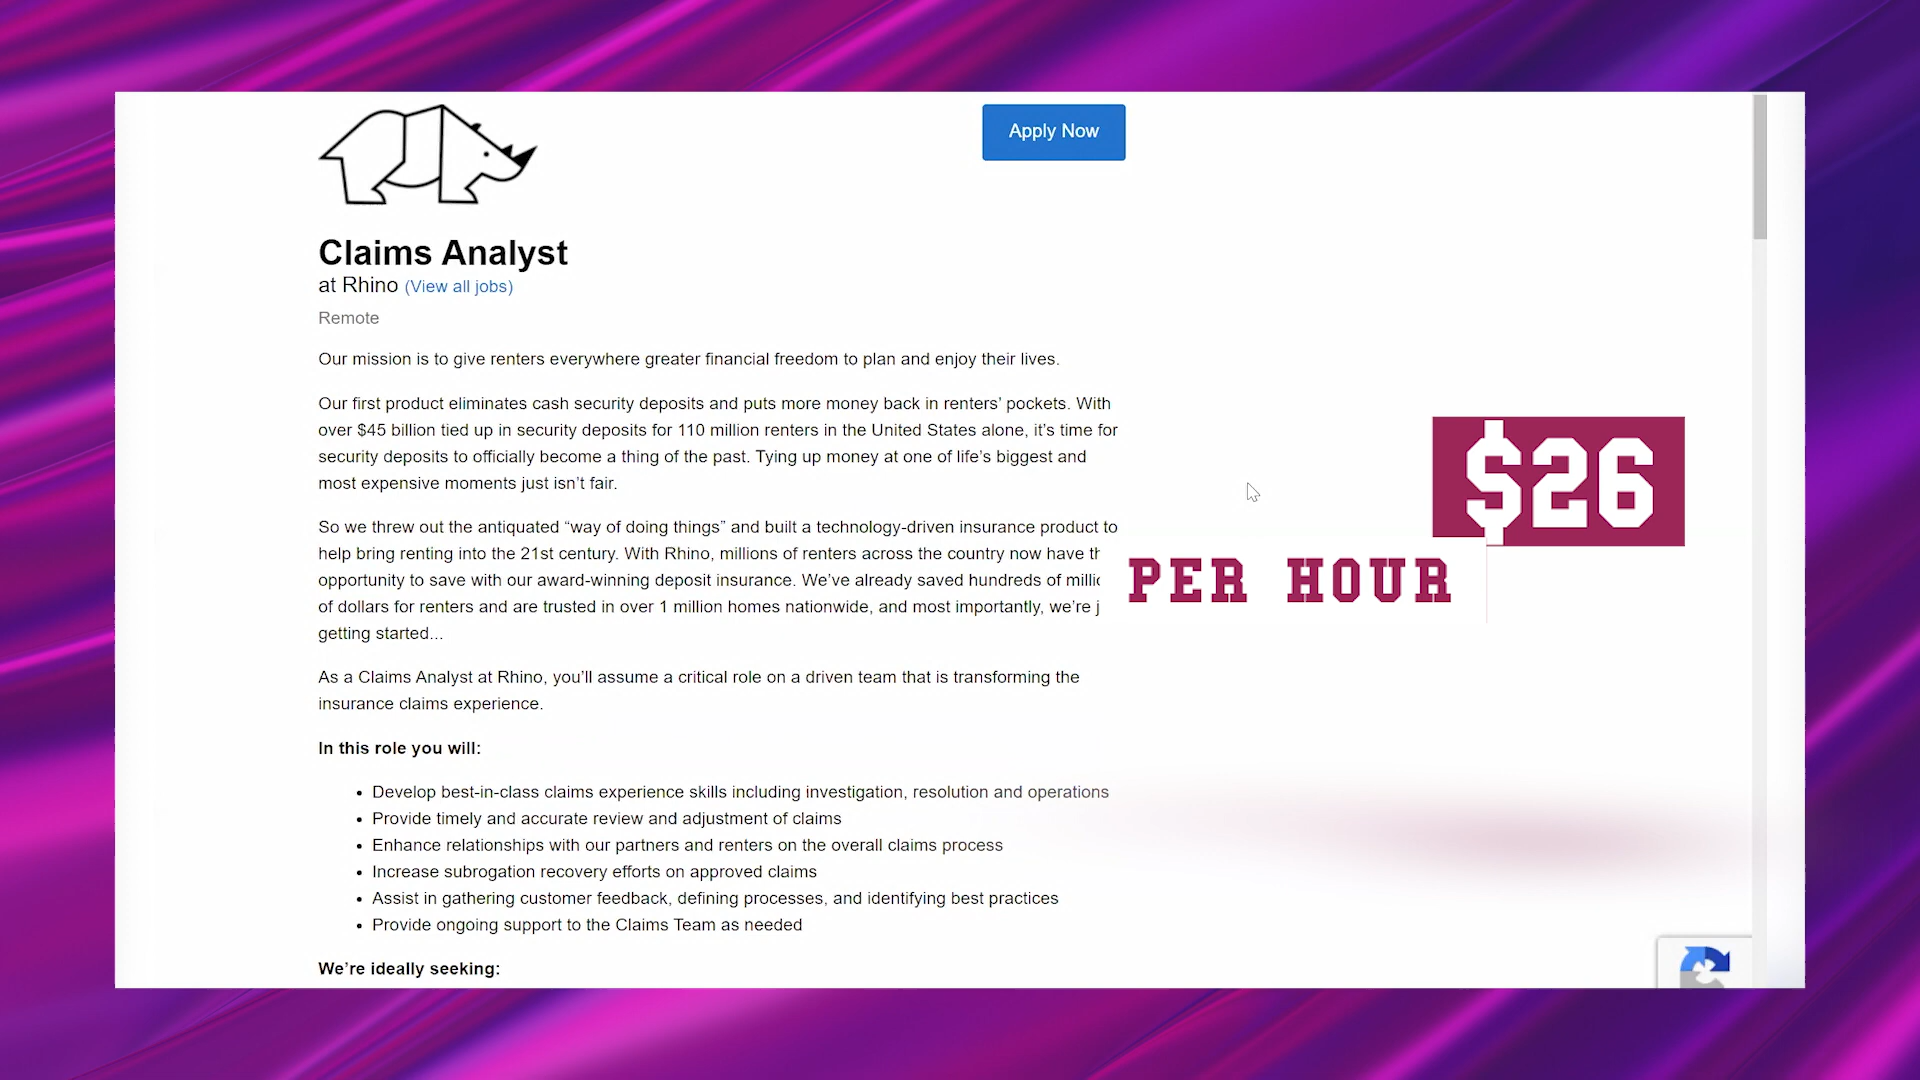 Apply Now
Claims Analyst
at Rhino (View all jobs)
Remote
Our mission is to give renters everywhere greater financial freedom to plan and enjoy their lives.
Our first product eliminates cash security deposits and puts more money back in renters’ pockets. With
over $45 billion tied up in security deposits for 110 million renters in the United States alone, it’s time for
security deposits to officially become a thing of the past. Tying up money at one of life’s biggest and
most expensive moments just isn’t fair.
So we threw out the antiquated “way of doing things” and built a technology-driven insurance product to
help bring renting into the 21st century. With Rhino, millions of renters across the country now have
opportunity to save with our award-winning deposit insurance. We’ve already saved hundreds of
of dollars for renters and are trusted in over 1 million homes nationwide, and most importantly, we’re
getting started...
As a Claims Analyst at Rhino, you’ll assume a critical role on a driven team that is transforming the
insurance claims experience.
In this role you will:
• Develop best-in-class claims experience skills including investigation, resolution and operations
• Provide timely and accurate review and adjustment of claims
• Enhance relationships with our partners and renters on the overall claims process
• Increase subrogation recovery efforts on approved claims
• Assist in gathering customer feedback, defining processes, and identifying best practices
• Provide ongoing support to the Claims Team as needed
We’re ideally seeking:
$26
PER HOUR